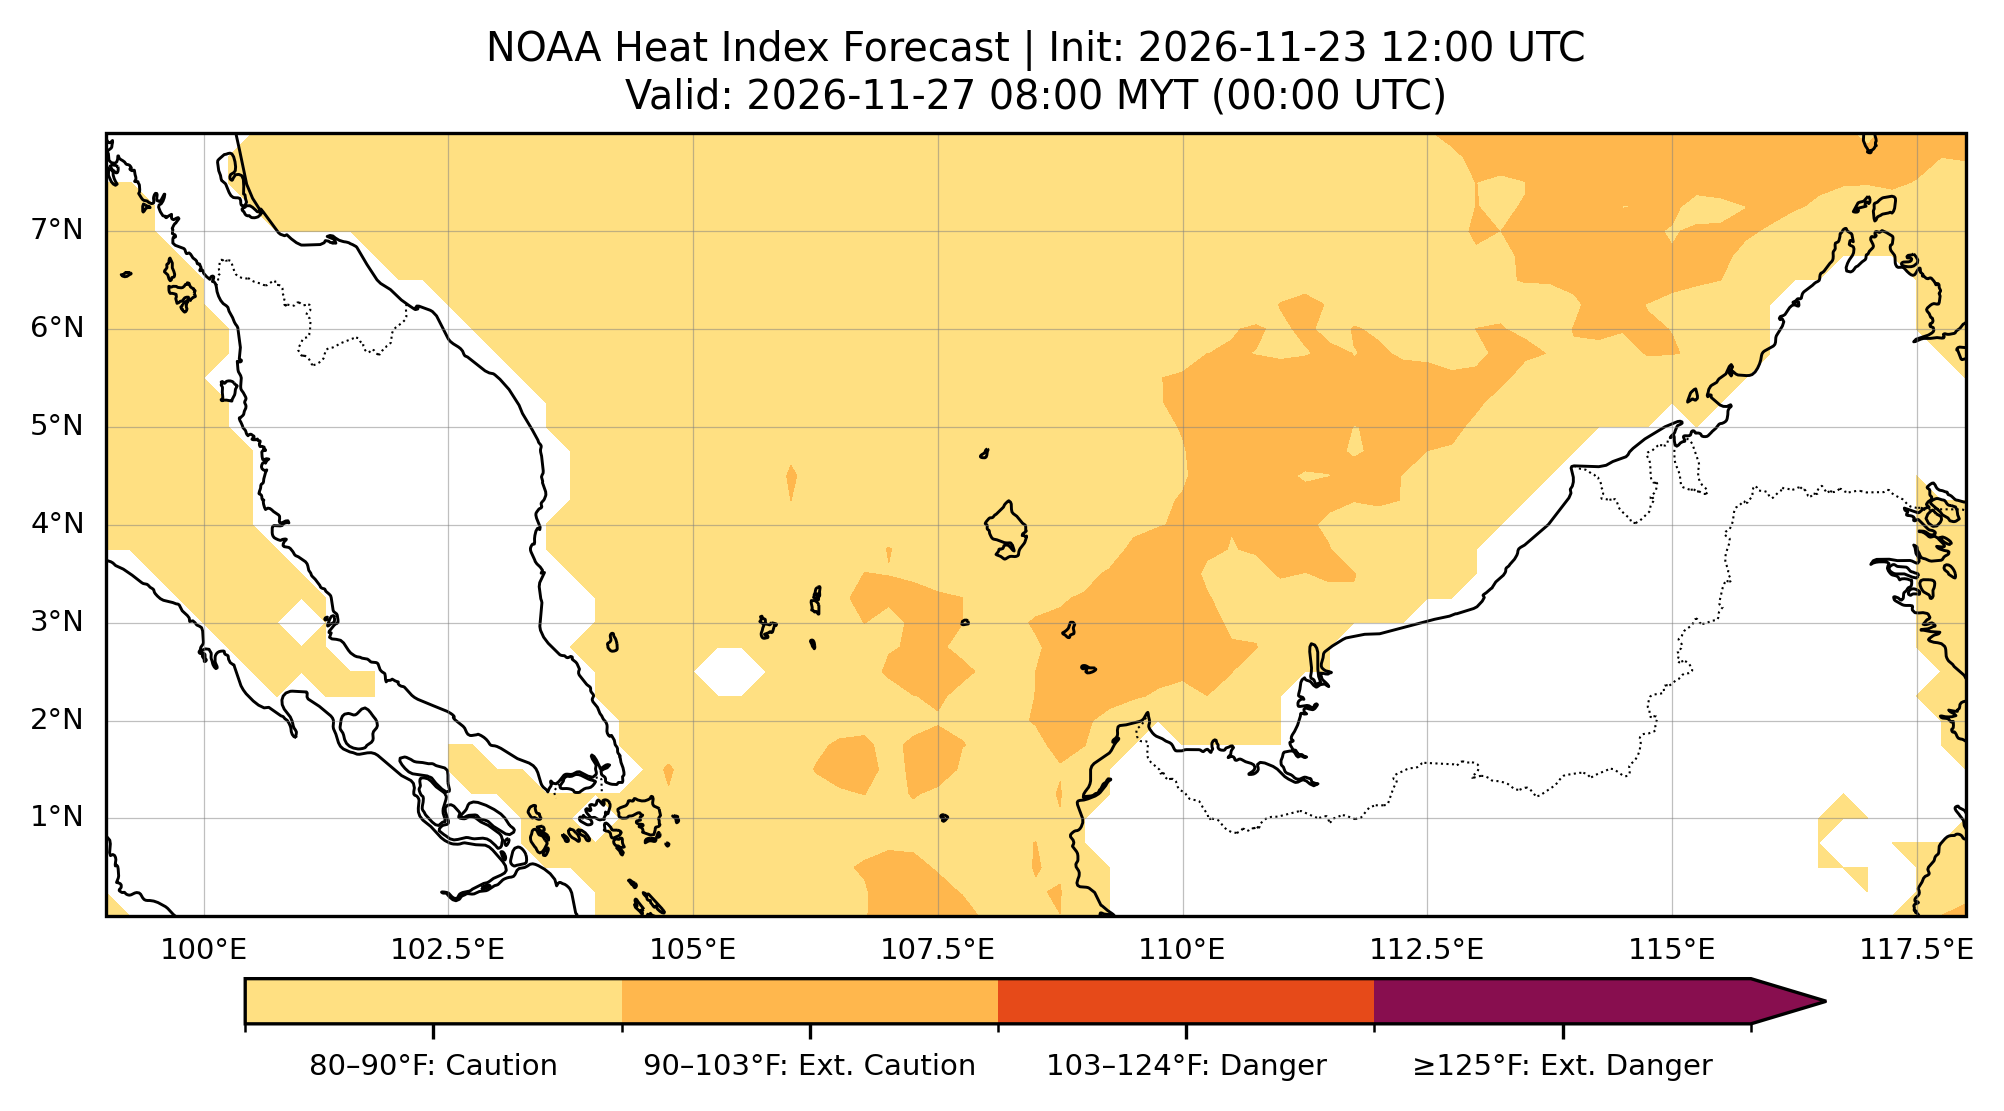 NOAA Heat Index Forecast | Init: 2026-11-23 12:00 UTC
Valid: 2026-11-27 08:00 MYT (00:00 UTC)
7°N
6°N
5°N
4°N
3°N
2°N
1°N
100°E 102.5°E 105°E 107.5°E 110°E 112.5°E 115°E 117.5°E
80–90°F: Caution 90–103°F: Ext. Caution 103–124°F: Danger ≥125°F: Ext. Danger